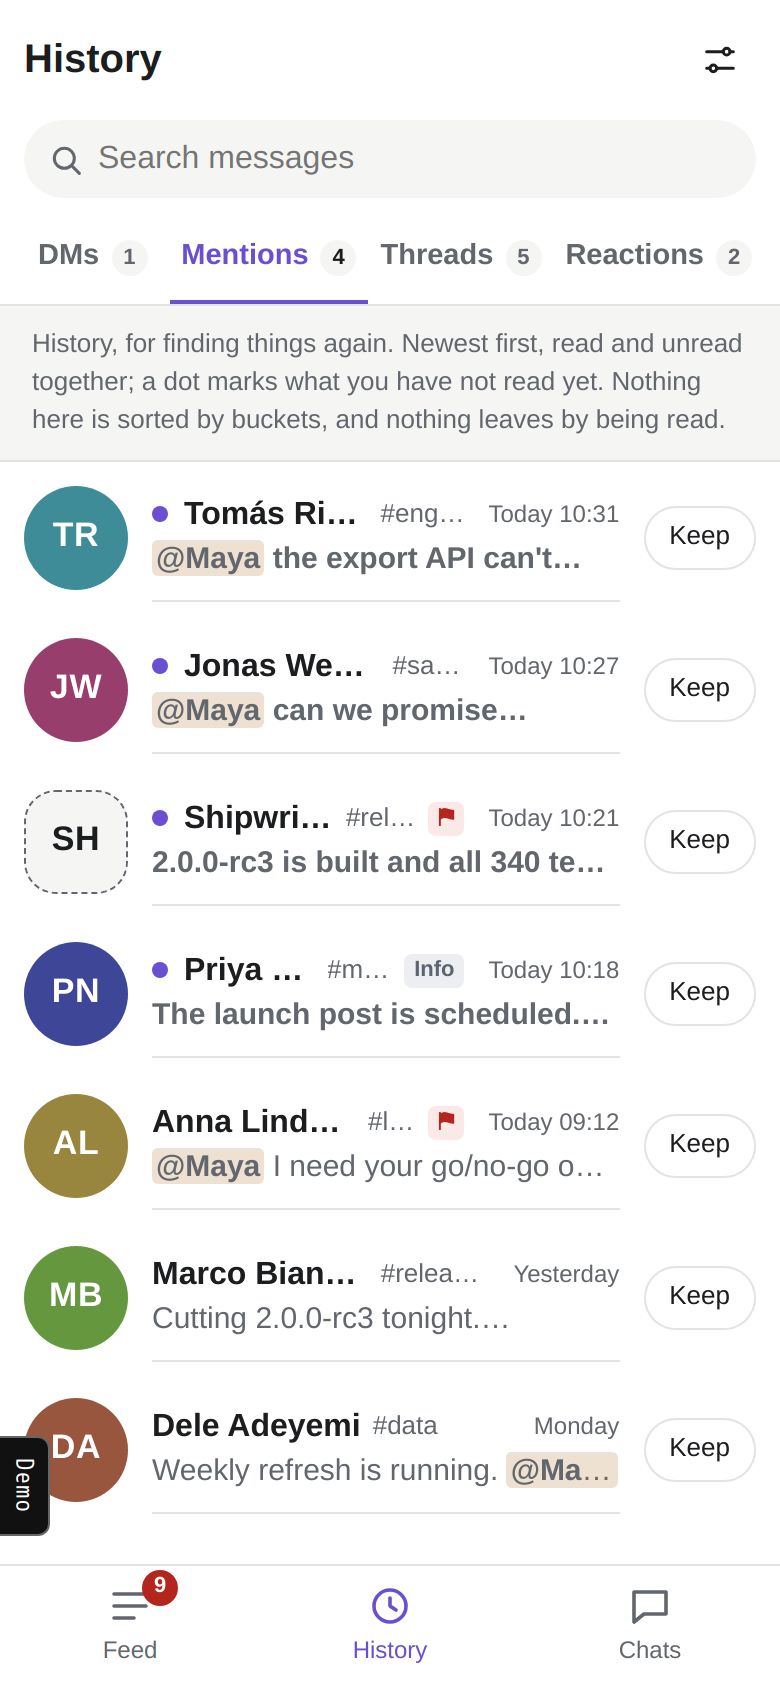 History
Search messages
DMs 1 Mentions 4 Threads 5 Reactions 2
History, for finding things again. Newest first, read and unread
together; a dot marks what you have not read yet. Nothing
here is sorted by buckets, and nothing leaves by being read.
TR Tomás Ri… #eng… Today 10:31 Keep
@Maya the export API can't…
JW Jonas We… #sa… Today 10:27 Keep
@Maya can we promise…
SH Shipwri… #rel… Today 10:21 Keep
2.0.0-rc3 is built and all 340 te…
PN Priya … #m… Info Today 10:18 Keep
The launch post is scheduled.…
AL Anna Lind… #l… Today 09:12 Keep
@Maya I need your go/no-go o…
MB Marco Bian… #relea… Yesterday Keep
Cutting 2.0.0-rc3 tonight.…
DA Dele Adeyemi #data Monday Keep
Weekly refresh is running. @Ma…
Demo
9
Feed History Chats